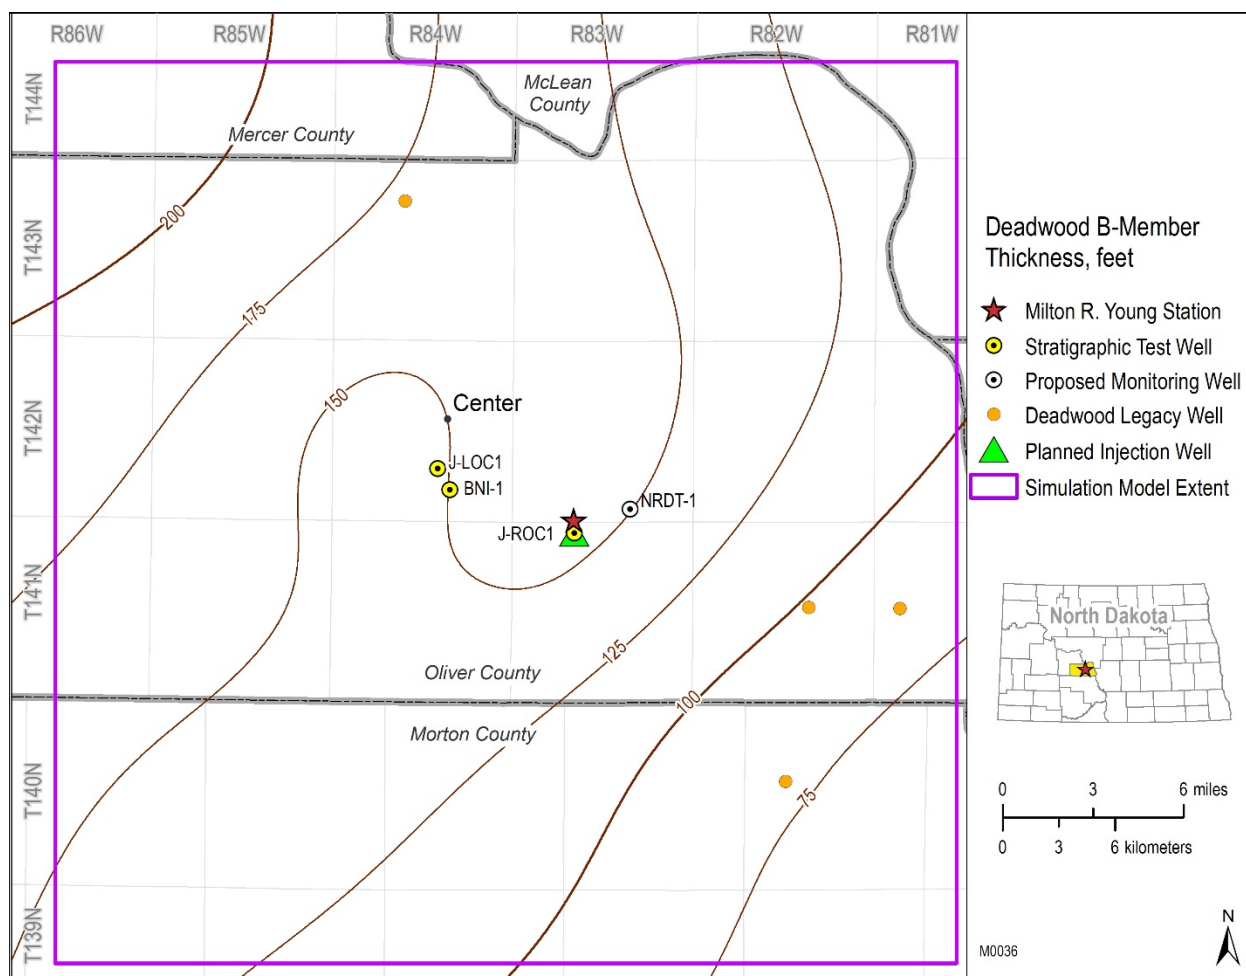 R86W
R85W
R84W
R83W
R82W
R81W
T144N
McLean
County
Mercer County
200
T143N
175
Deadwood B-Member
Thickness, feet
Milton R. Young Station
Stratigraphic Test Well
Proposed Monitoring Well
Deadwood Legacy Well
Planned Injection Well
Simulation Model Extent
T142N
150
Center
J-LOC1
BNI-1
NRDT-1
J-ROC1
T141N
North Dakota
125
Oliver County
100
Morton County
T140N
75
0 3 6 miles
0 3 6 kilometers
T139N
N
M0036